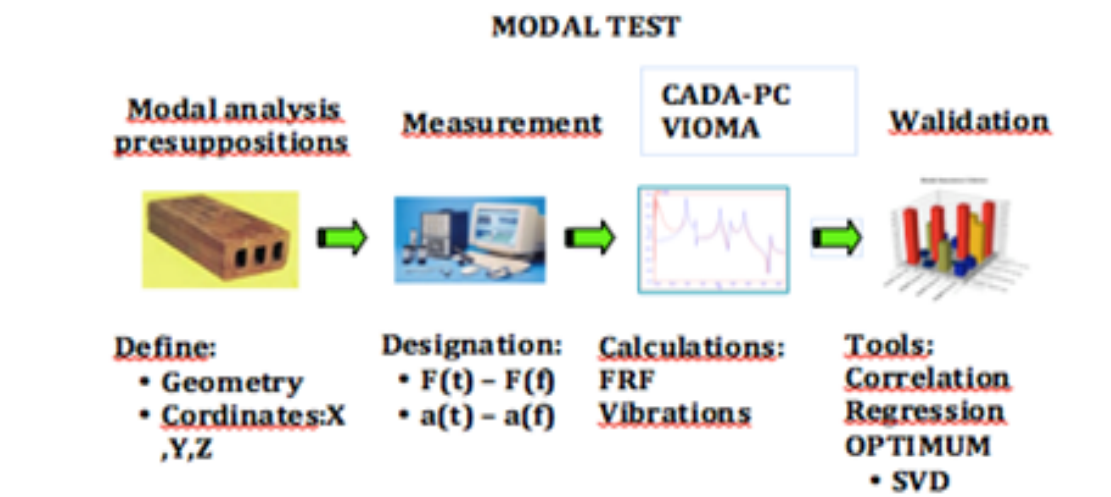 MODAL TEST
Modal analysis
presuppositions
Measurement
CADA-PC
VIOMA
Walidation
Define:
• Geometry
• Cordinates:X
,Y,Z
Designation:
• F(t) – F(f)
• a(t) – a(f)
Calculations:
FRF
Vibrations
Tools:
Correlation
Regression
OPTIMUM
• SVD